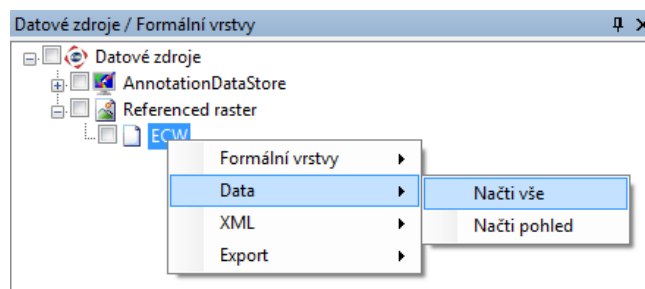 Datové zdroje / Formální vrstvy
Datové zdroje
AnnotationDataStore
Referenced raster
ECW
Formální vrstvy
Data
Načti vše
XML
Načti pohled
Export